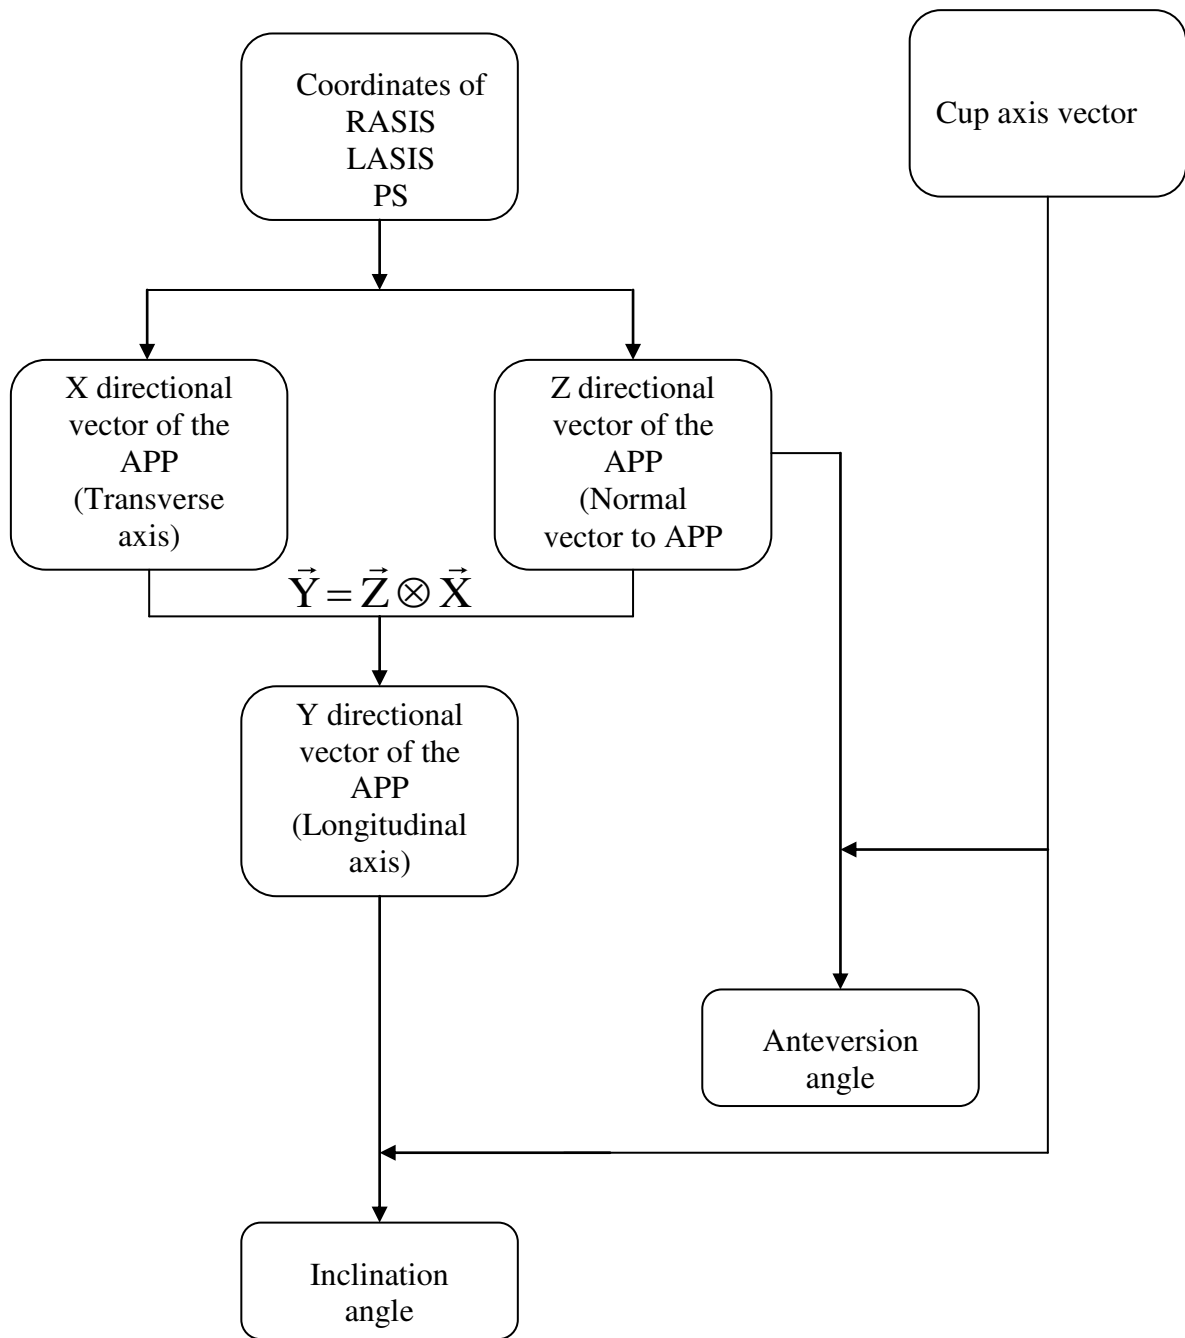 Coordinates of
RASIS
LASIS
PS
Cup axis vector
X directional
vector of the
APP
(Transverse
axis)
Z directional
vector of the
APP
(Normal
vector to APP
Y⃗ = Z⃗ ⊗ X⃗
Y directional
vector of the
APP
(Longitudinal
axis)
Anteversion
angle
Inclination
angle